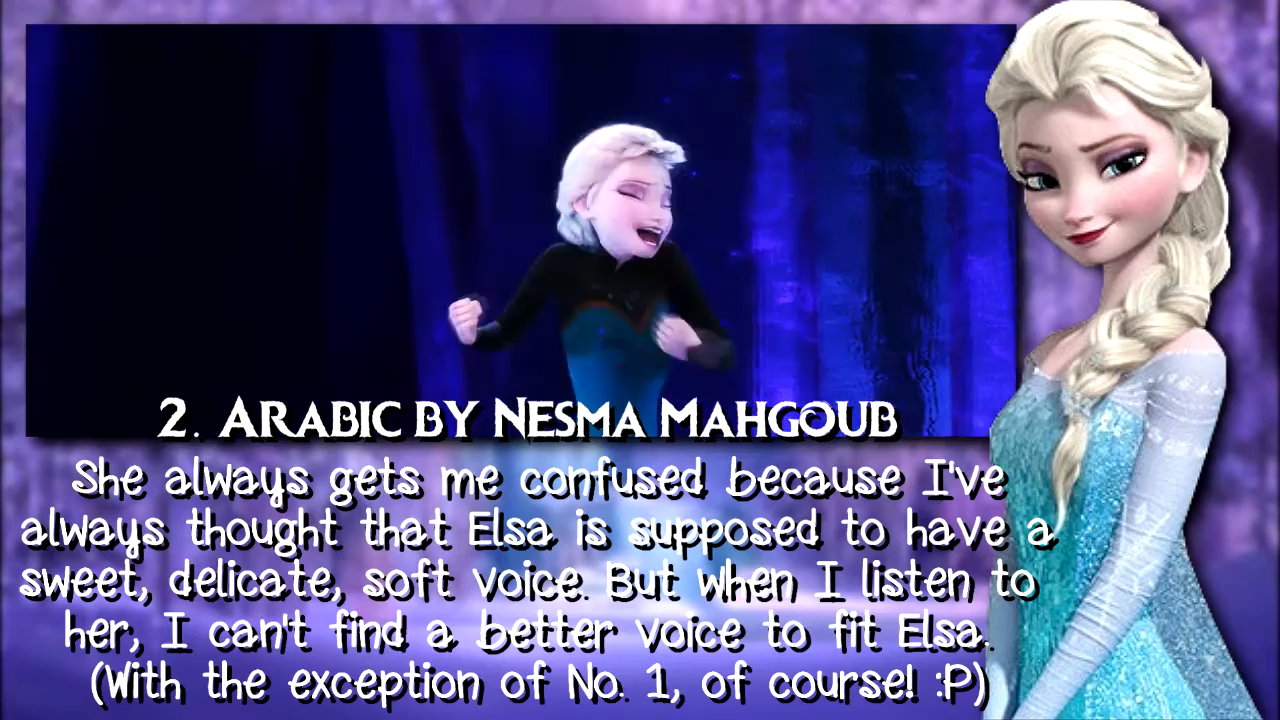 2. Arabic by Nesma Mahgoub
She always gets me confused because I've
always thought that Elsa is supposed to have a
sweet, delicate, soft voice. But when I listen to
her, I can't find a better voice to fit Elsa.
(With the exception of No. 1, of course! :P)